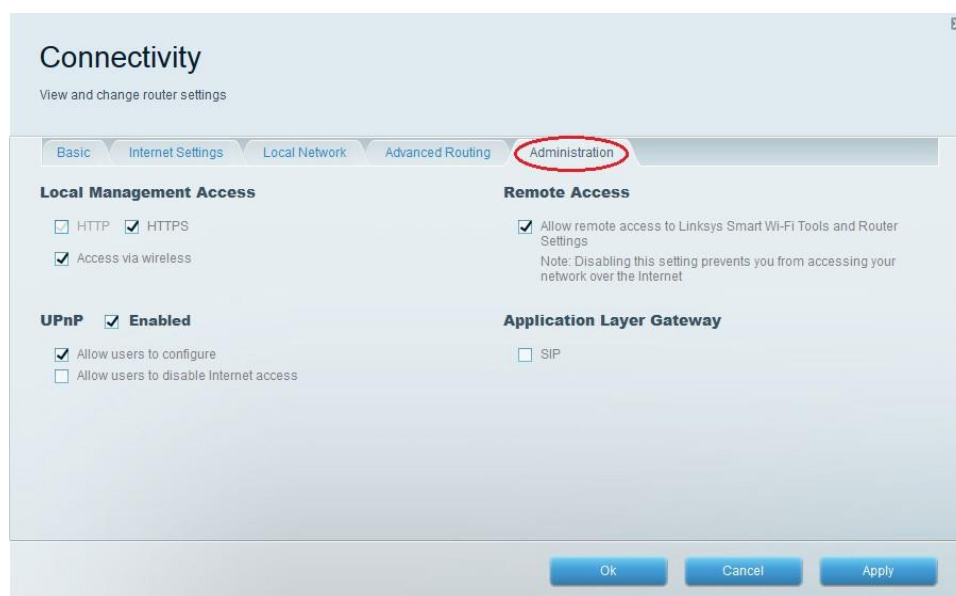 Connectivity
View and change router settings
Basic Internet Settings Local Network Advanced Routing Administration
Local Management Access
HTTP HTTPS
Access via wireless
UPnP Enabled
Allow users to configure
Allow users to disable Internet access
Remote Access
Allow remote access to Linksys Smart Wi-Fi Tools and Router
Settings
Note: Disabling this setting prevents you from accessing your
network over the Internet
Application Layer Gateway
SIP
Ok Cancel Apply